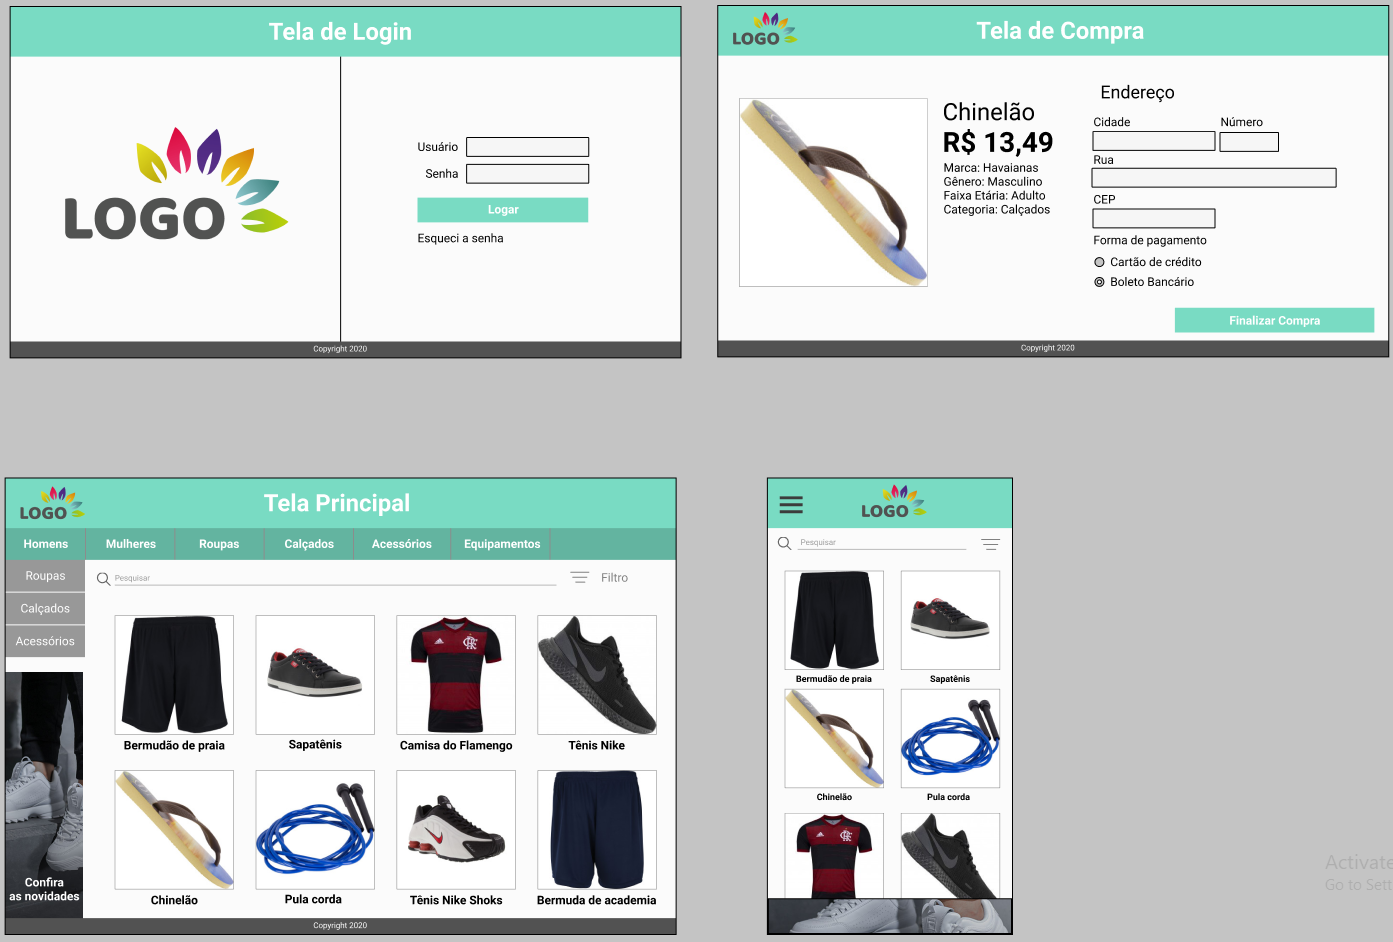 Tela de Login
LOGO
Usuário
Senha
Logar
Esqueci a senha
Copyright 2020
LOGO
Tela de Compra
Chinelão
R$ 13,49
Marca: Havaianas
Gênero: Masculino
Faixa Etária: Adulto
Categoria: Calçados
Endereço
Cidade
Número
Rua
CEP
Forma de pagamento
Cartão de crédito
Boleto Bancário
Finalizar Compra
Copyright 2020
LOGO
Tela Principal
Homens
Mulheres
Roupas
Calçados
Acessórios
Equipamentos
Roupas
Calçados
Acessórios
Pesquisar
Filtro
Bermudão de praia
Sapatênis
Camisa do Flamengo
Tênis Nike
Chinelão
Pula corda
Tênis Nike Shoks
Bermuda de academia
Confira
as novidades
Copyright 2020
LOGO
Pesquisar
Bermudão de praia
Sapatênis
Chinelão
Pula corda
Activate
Go to Sett